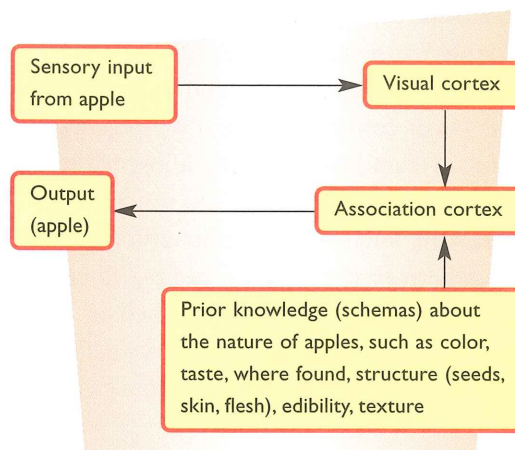 Sensory input
from apple
Visual cortex
Output
(apple)
Association cortex
Prior knowledge (schemas) about
the nature of apples, such as color,
taste, where found, structure (seeds,
skin, flesh), edibility, texture